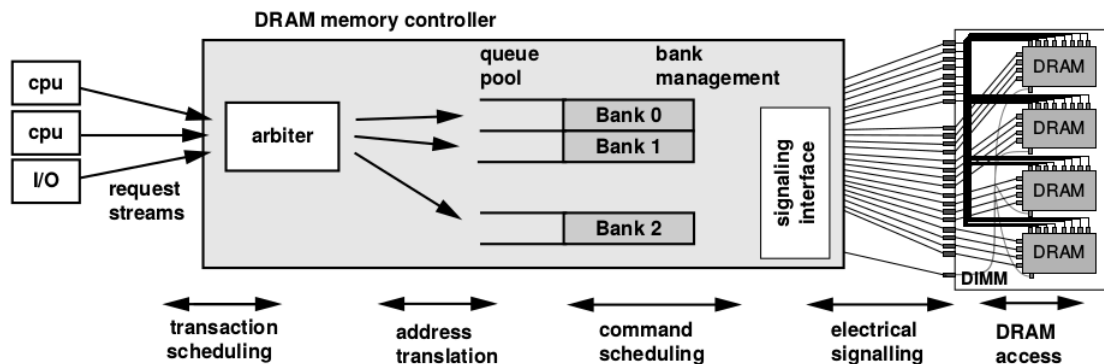 DRAM memory controller
cpu
cpu
I/O
request
streams
arbiter
queue
pool
bank
management
Bank 0
Bank 1
Bank 2
signaling
interface
DRAM
DRAM
DRAM
DRAM
DIMM
transaction
scheduling
address
translation
command
scheduling
electrical
signalling
DRAM
access